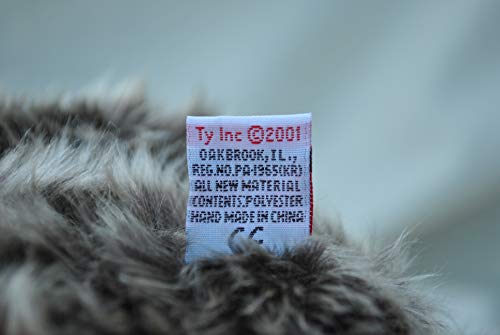 Ty Inc ©2001
OAKBROOK, IL.,
REG.NO.PA-1965(KR)
ALL NEW MATERIAL
CONTENTS:POLYESTER
HAND MADE IN CHINA